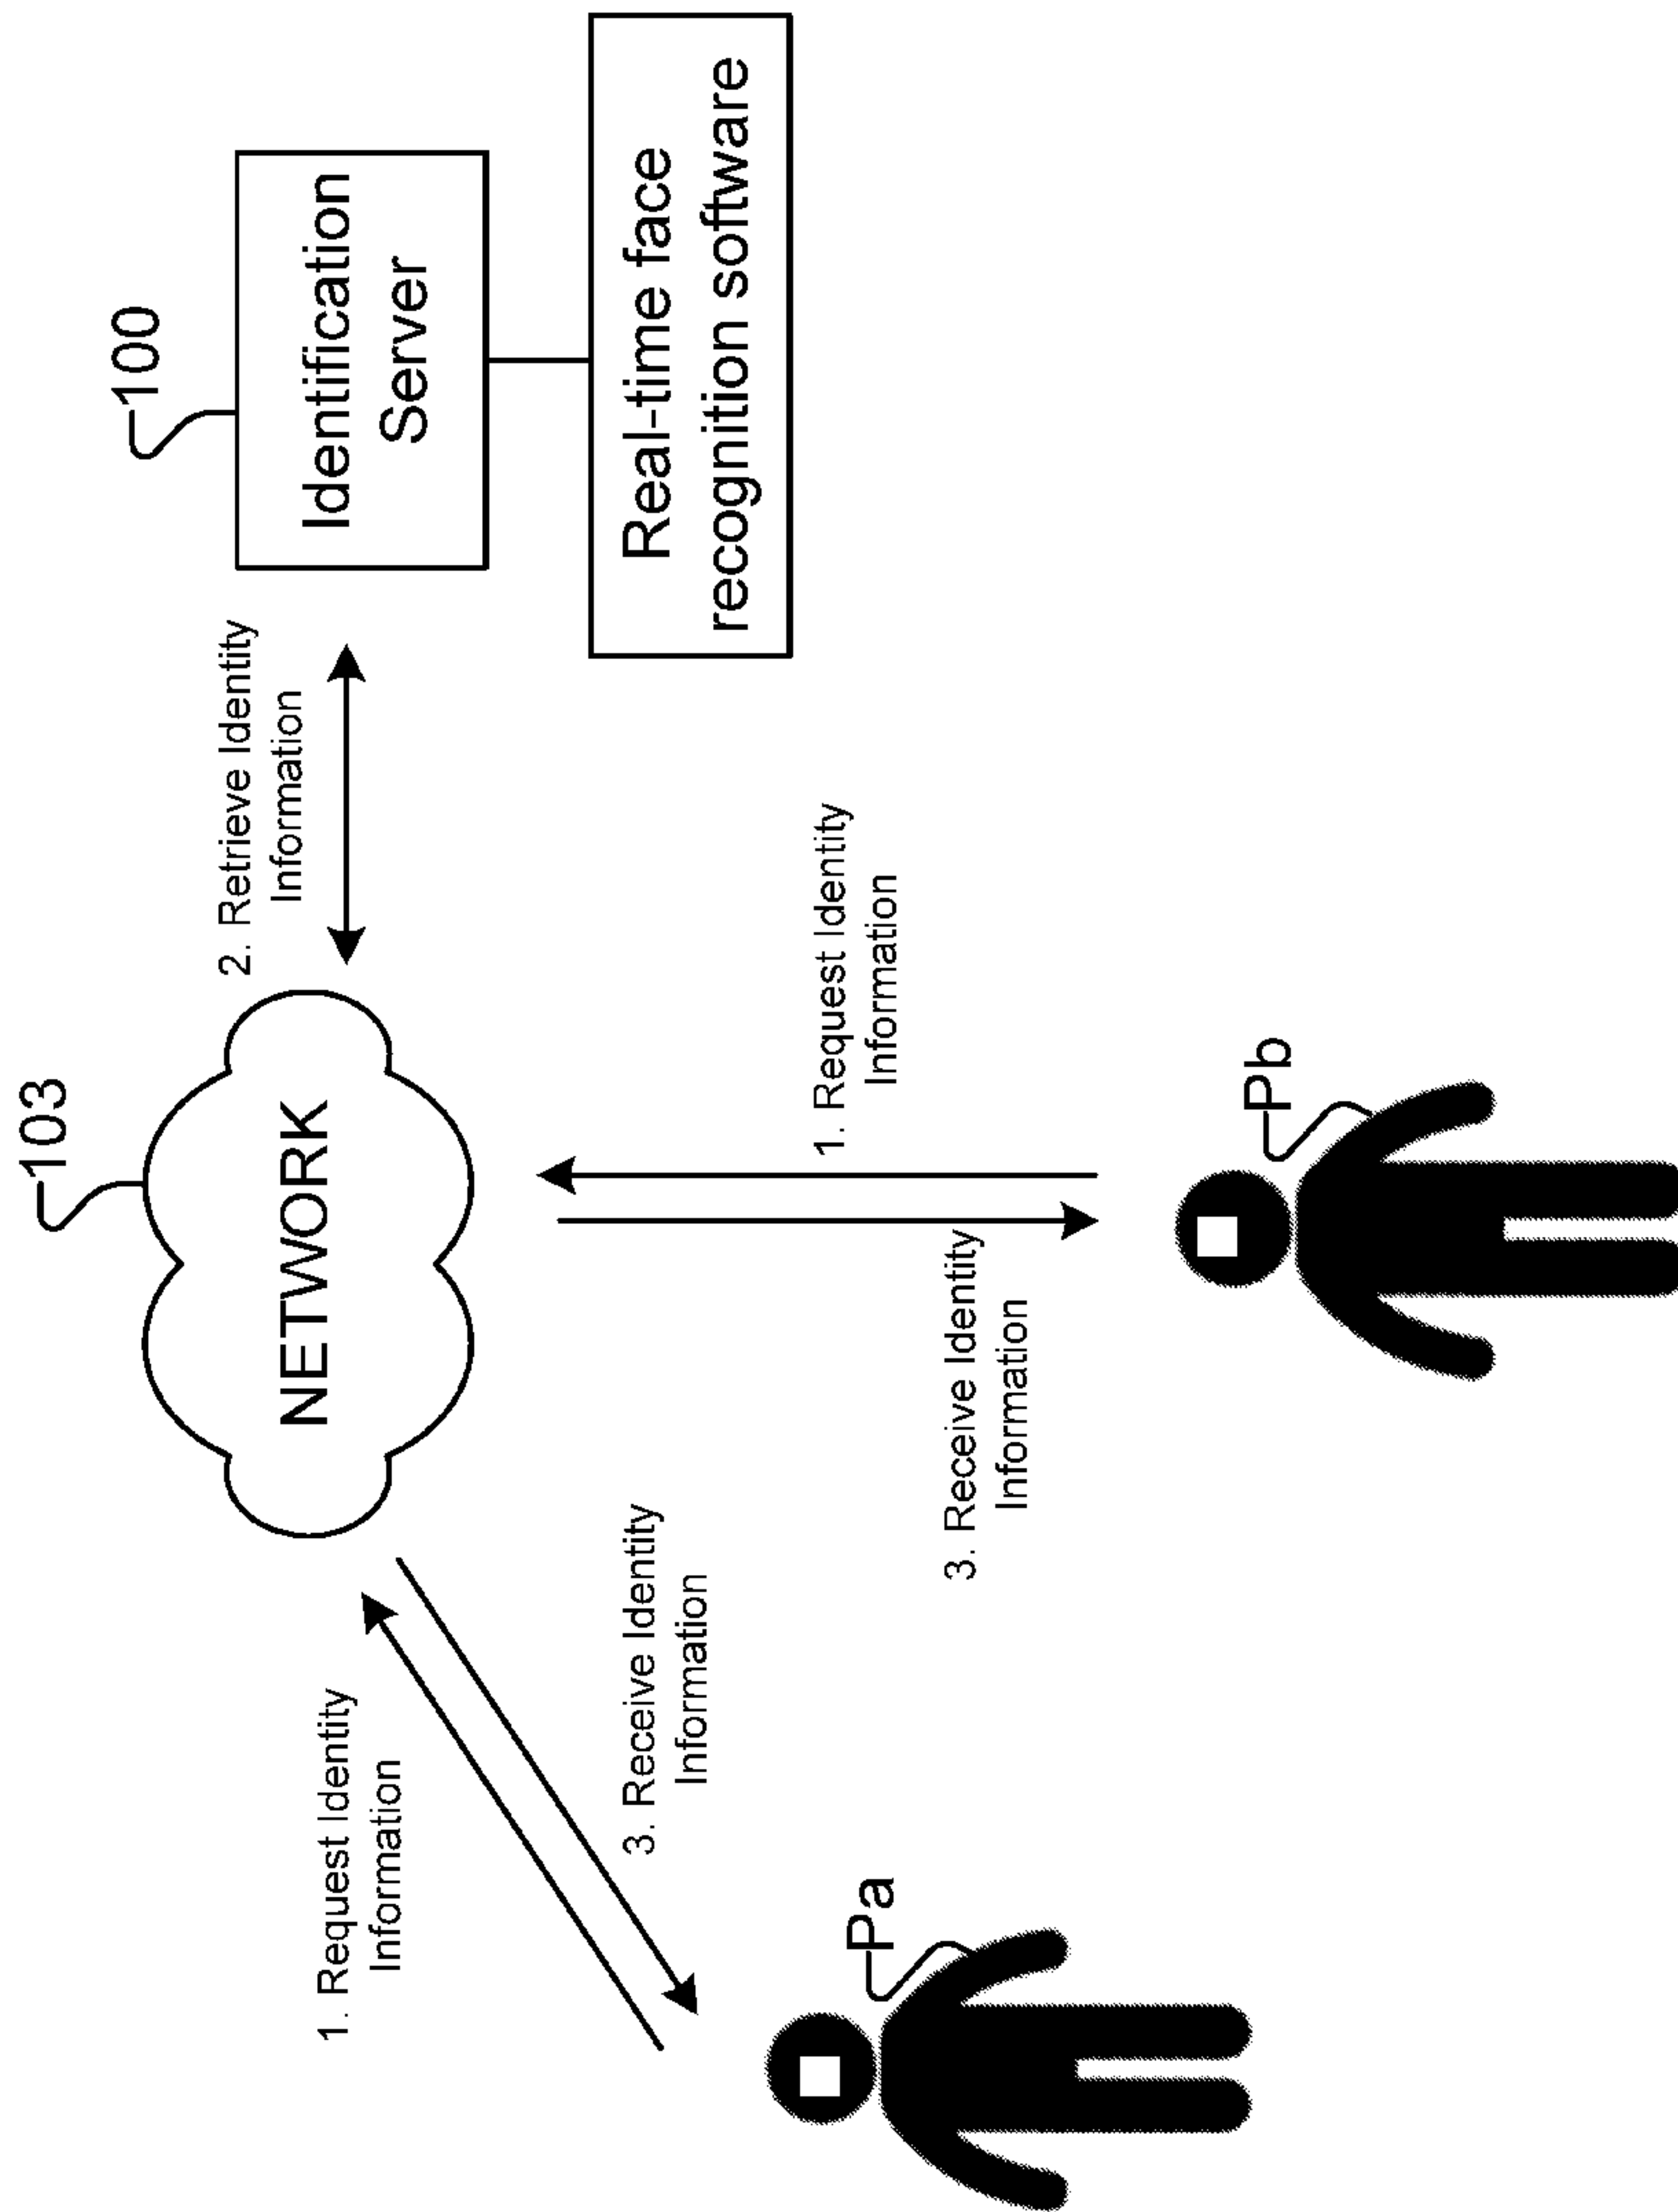 103
100
NETWORK
2. Retrieve Identity
Information
Identification
Server
Real-time face
recognition software
1. Request Identity
Information
3. Receive Identity
Information
1. Request Identity
Information
3. Receive Identity
Information
Pa
Pb